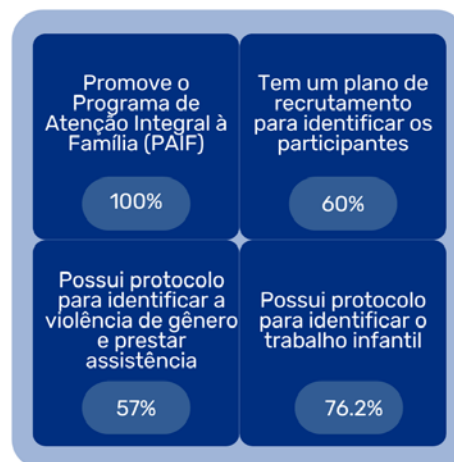 Promove o
Programa de
Atenção Integral à
Família (PAIF)
100%
Tem um plano de
recrutamento
para identificar os
participantes
60%
Possui protocolo
para identificar a
violência de gênero
e prestar
assistência
57%
Possui protocolo
para identificar o
trabalho infantil
76.2%